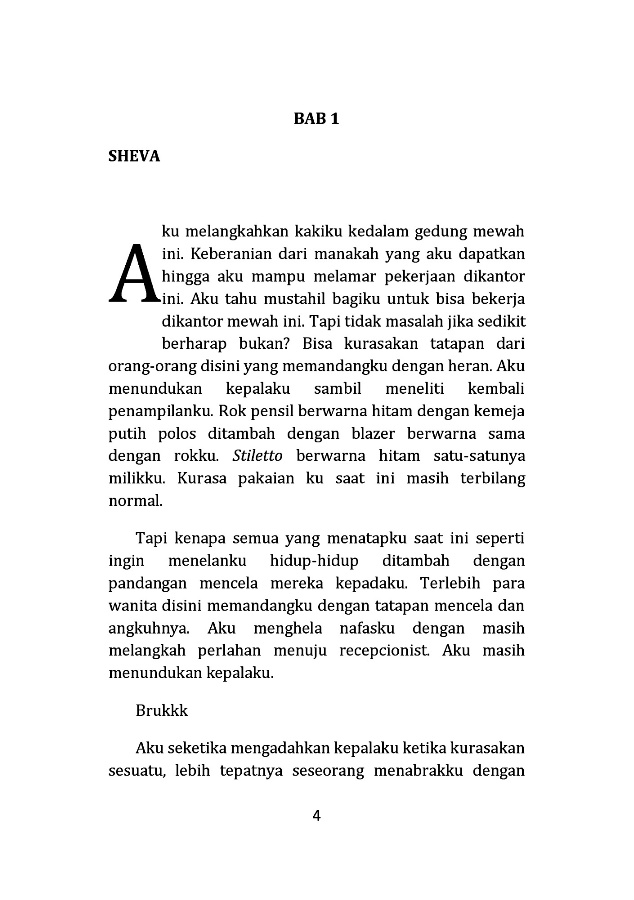 BAB 1
SHEVA
Aku melangkahkan kakiku kedalam gedung mewah
ini. Keberanian dari manakah yang aku dapatkan
hingga aku mampu melamar pekerjaan dikantor
ini. Aku tahu mustahil bagiku untuk bisa bekerja
dikantor mewah ini. Tapi tidak masalah jika sedikit
berharap bukan? Bisa kurasakan tatapan dari
orang-orang disini yang memandangku dengan heran. Aku
menundukan kepalaku sambil meneliti kembali
penampilanku. Rok pensil berwarna hitam dengan kemeja
putih polos ditambah dengan blazer berwarna sama
dengan rokku. Stiletto berwarna hitam satu-satunya
milikku. Kurasa pakaian ku saat ini masih terbilang
normal.
Tapi kenapa semua yang menatapku saat ini seperti
ingin menelanku hidup-hidup ditambah dengan
pandangan mencela mereka kepadaku. Terlebih para
wanita disini memandangku dengan tatapan mencela dan
angkuhnya. Aku menghela nafasku dengan masih
melangkah perlahan menuju recepcionist. Aku masih
menundukan kepalaku.
Brukkk
Aku seketika mengadahkan kepalaku ketika kurasakan
sesuatu, lebih tepatnya seseorang menabrakku dengan
4